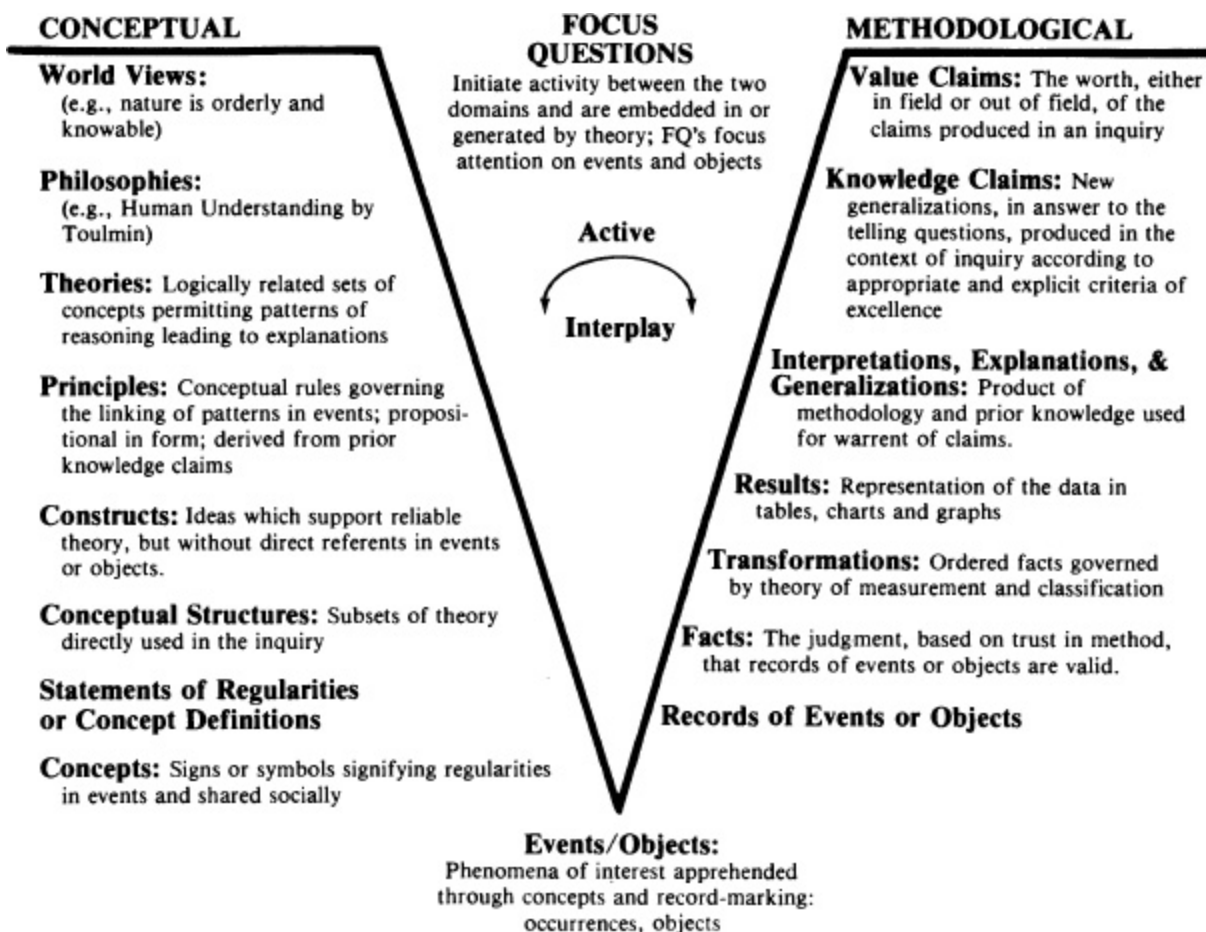 CONCEPTUAL
World Views:
(e.g., nature is orderly and
knowable)
Philosophies:
(e.g., Human Understanding by
Toulmin)
Theories: Logically related sets of
concepts permitting patterns of
reasoning leading to explanations
Principles: Conceptual rules governing
the linking of patterns in events; proposi-
tional in form; derived from prior
knowledge claims
Constructs: Ideas which support reliable
theory, but without direct referents in events
or objects.
Conceptual Structures: Subsets of theory
directly used in the inquiry
Statements of Regularities
or Concept Definitions
Concepts: Signs or symbols signifying regularities
in events and shared socially
FOCUS
QUESTIONS
Initiate activity between the two
domains and are embedded in or
generated by theory; FQ's focus
attention on events and objects
Active
Interplay
METHODOLOGICAL
Value Claims: The worth, either
in field or out of field, of the
claims produced in an inquiry
Knowledge Claims: New
generalizations, in answer to the
telling questions, produced in the
context of inquiry according to
appropriate and explicit criteria of
excellence
Interpretations, Explanations, &
Generalizations: Product of
methodology and prior knowledge used
for warrent of claims.
Results: Representation of the data in
tables, charts and graphs
Transformations: Ordered facts governed
by theory of measurement and classification
Facts: The judgment, based on trust in method,
that records of events or objects are valid.
Records of Events or Objects
Events/Objects:
Phenomena of interest apprehended
through concepts and record-marking:
occurrences, objects